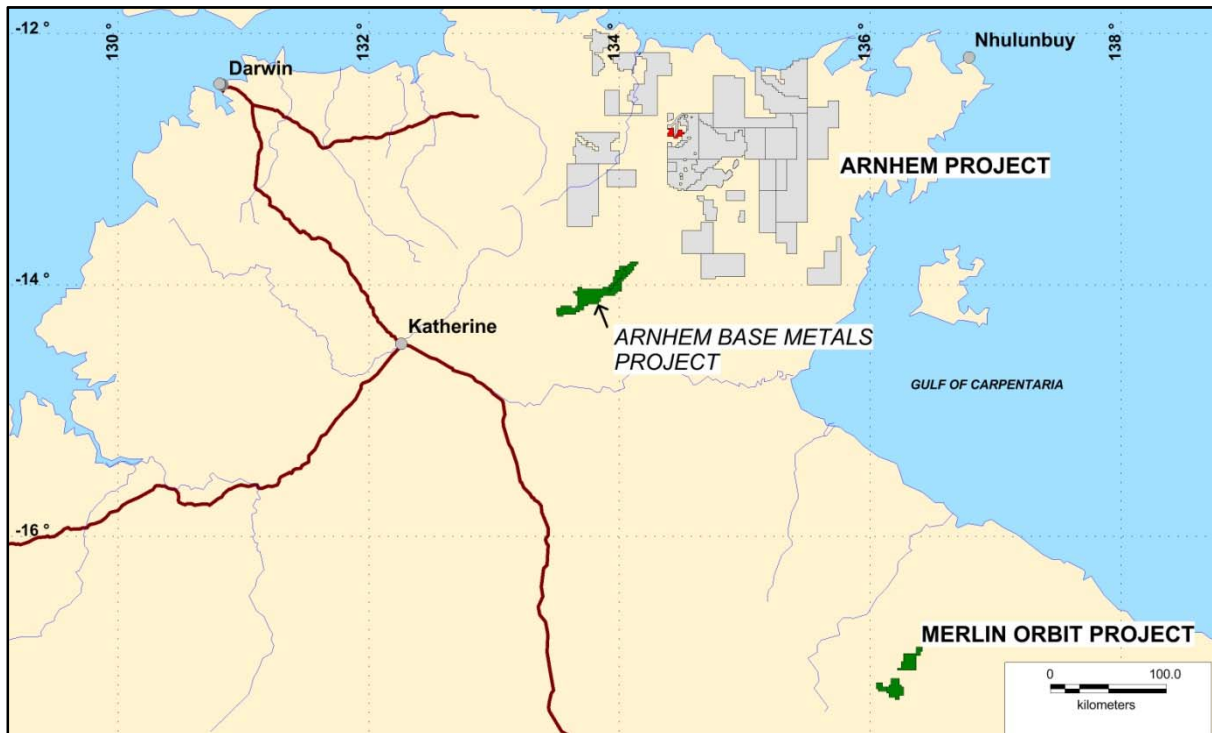 -12 °
130 °
132 °
134 °
136 °
138 °
Nhulunbuy
Darwin
ARNHEM PROJECT
-14 °
Katherine
ARNHEM BASE METALS
PROJECT
GULF OF CARPENTARIA
-16 °
MERLIN ORBIT PROJECT
0 100.0
kilometers